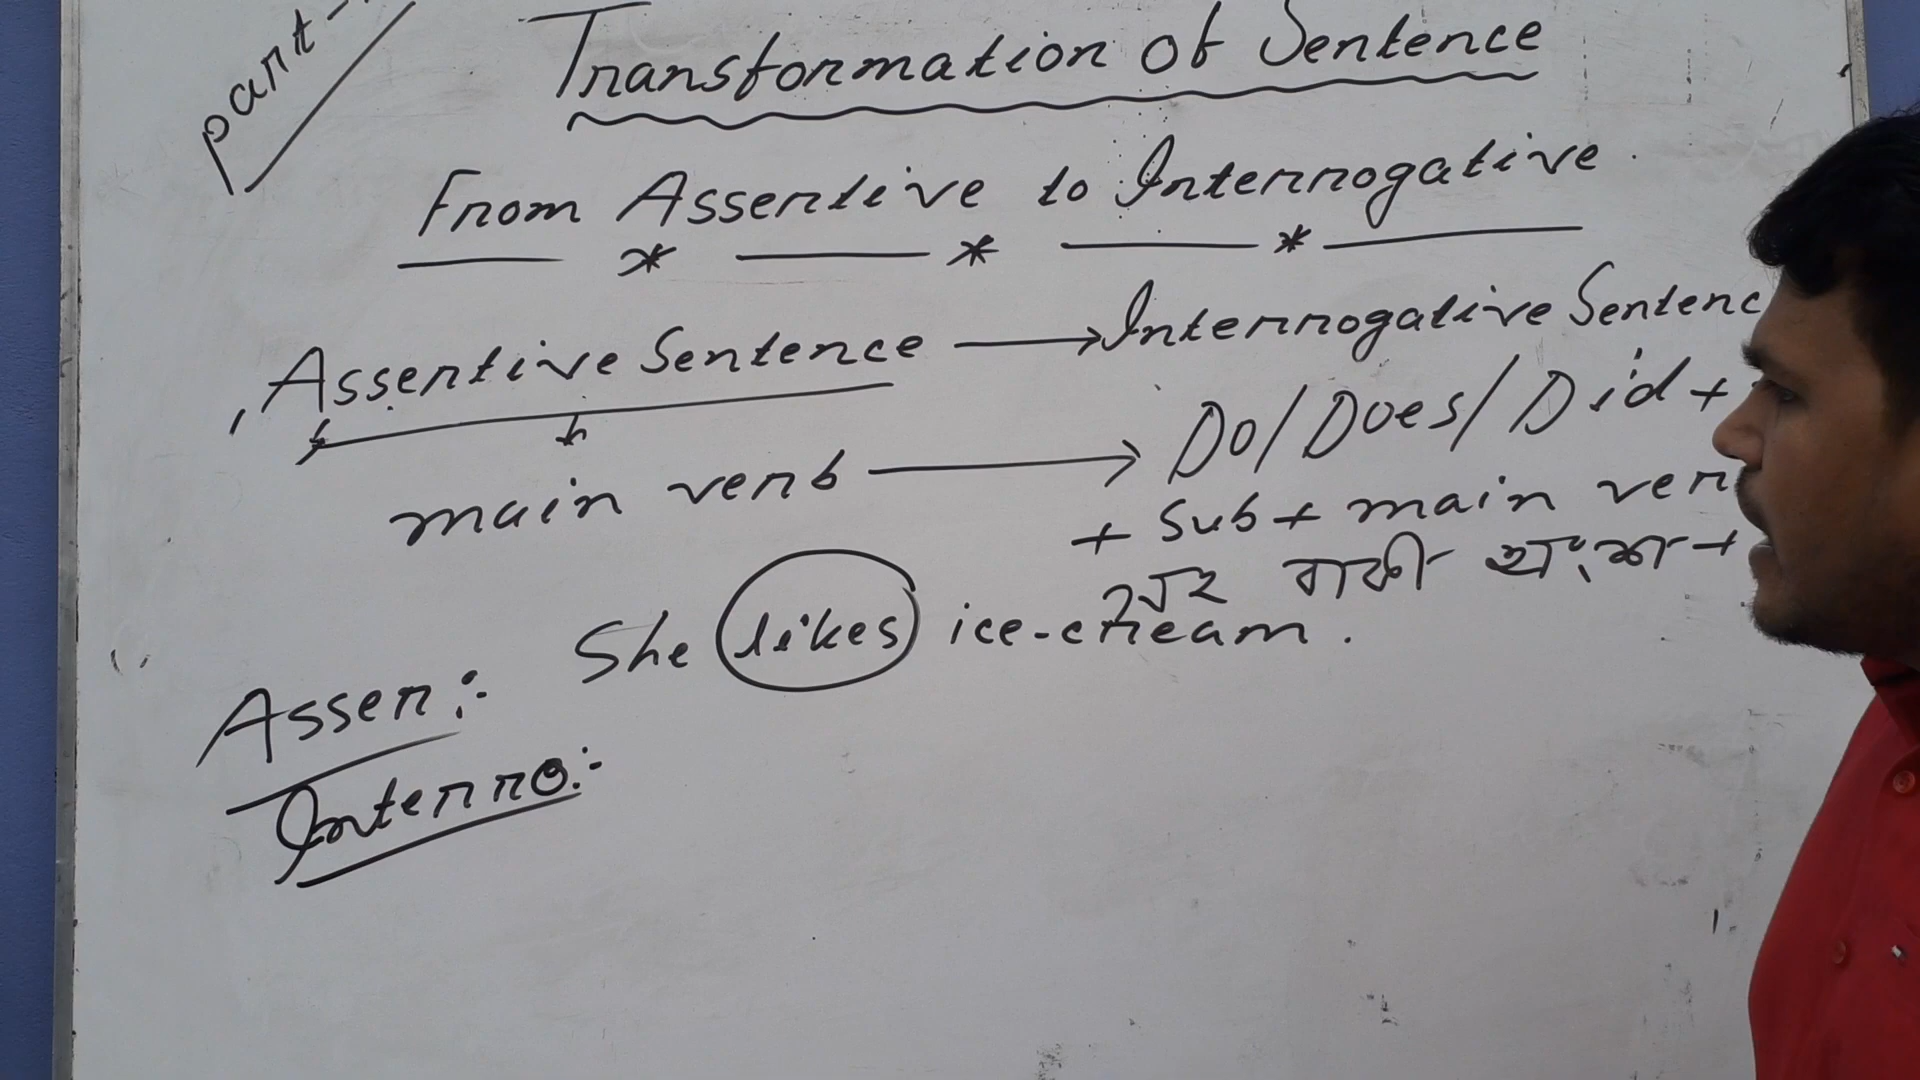 part-
Transformation of Sentence
From Assertive to Interrogative
Assertive Sentence → Interrogative Sentenc
main verb → Do/Does/Did +
+ Sub + main ver
এর বাকী অংশ +
Asser:- She likes ice-cream.
Interro:-